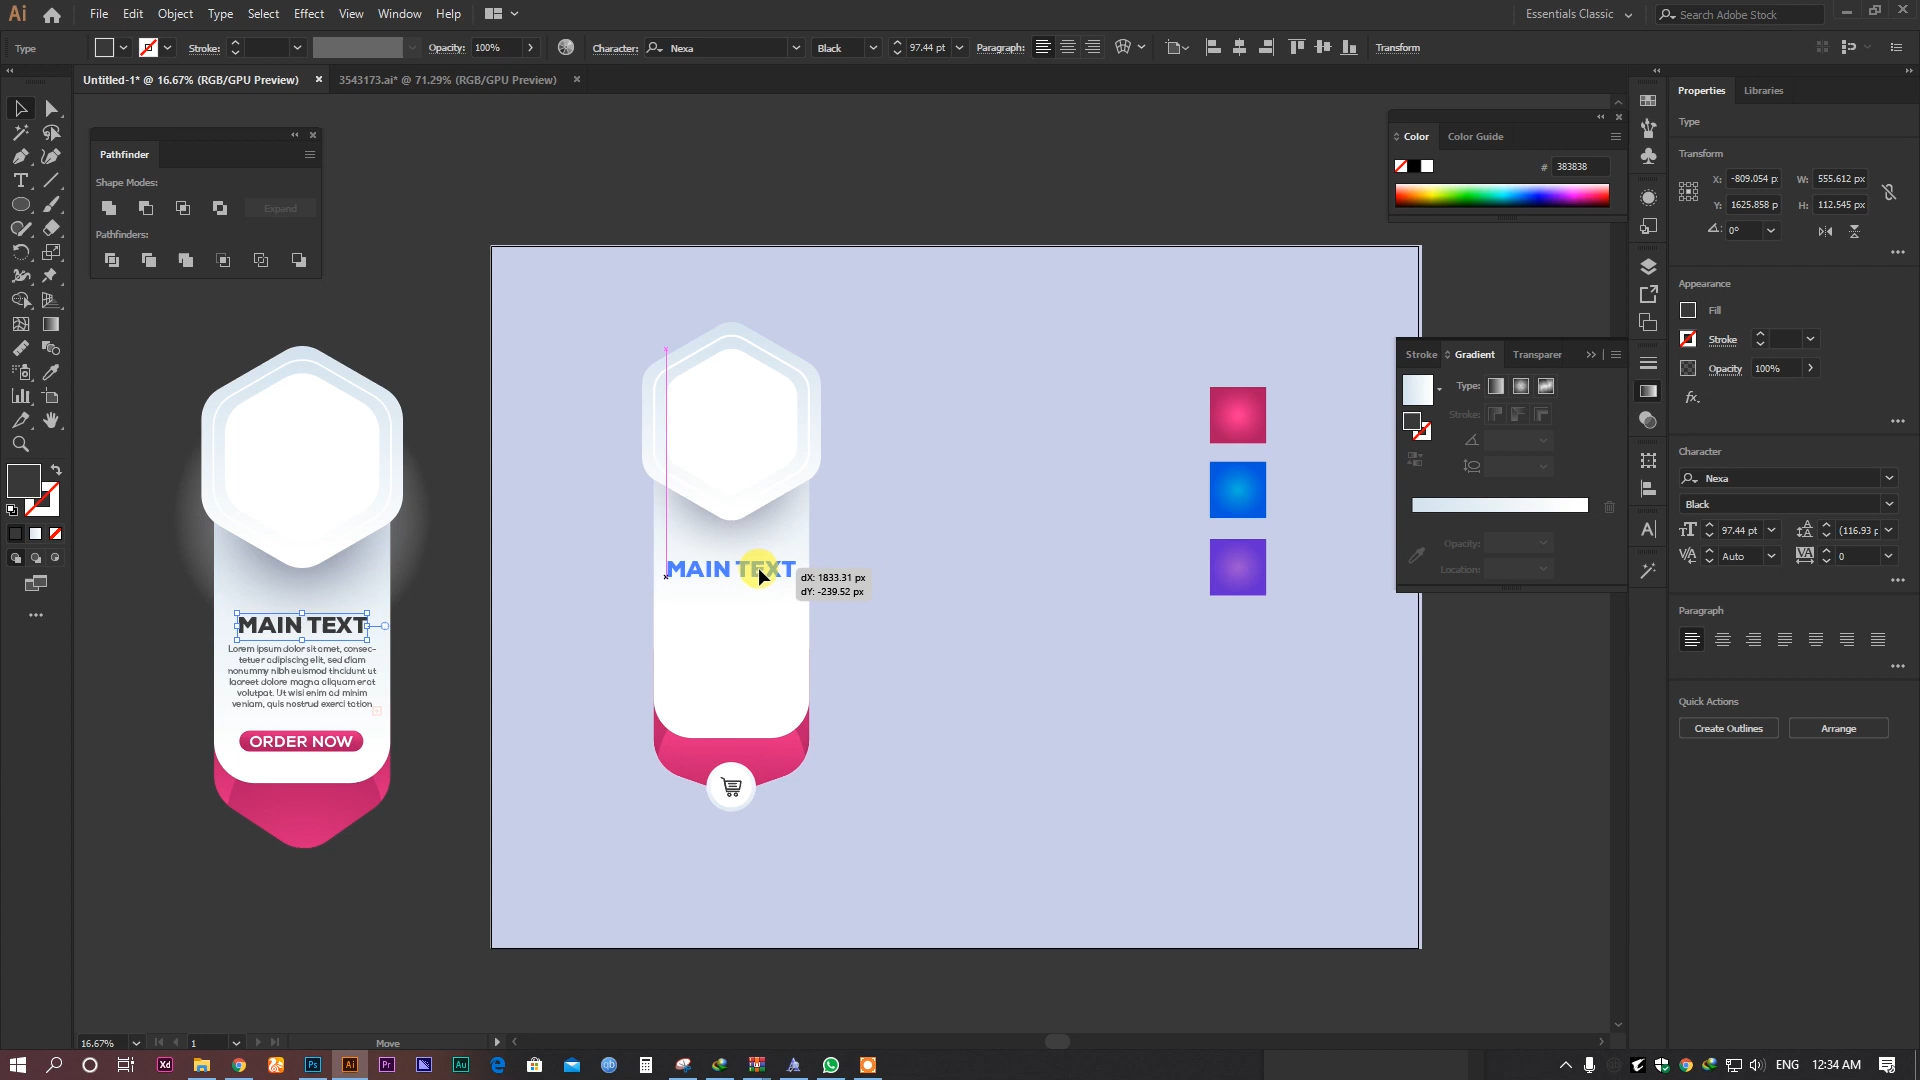 Ai File Edit Object Type Select Effect View Window Help Essentials Classic Search Adobe Stock
Type Stroke: Opacity: 100% Character: Nexa Black 97.44 pt Paragraph: Transform
Untitled-1* @ 16.67% (RGB/GPU Preview) × 3543173.ai* @ 71.29% (RGB/GPU Preview) ×
Pathfinder
Shape Modes:
Expand
Pathfinders:
MAIN TEXT
Lorem ipsum dolor sit amet, consec-
tetuer adipiscing elit, sed diam
nonummy nibh euismod tincidunt ut
laoreet dolore magna aliquam erat
volutpat. Ut wisi enim ad minim
veniam, quis nostrud exerci tation
ORDER NOW
MAIN TEXT
dX: 1833.31 px
dY: -239.52 px
Color Color Guide
# 383838
Stroke Gradient Transparer
Type:
Stroke:
Opacity:
Location:
Properties Libraries
Type
Transform
X: -809.054 p W: 555.612 px
Y: 1625.858 p H: 112.545 px
0°
Appearance
Fill
Stroke
Opacity 100%
fx.
Character
Nexa
Black
97.44 pt (116.93 p
Auto 0
Paragraph
Quick Actions
Create Outlines Arrange
16.67% 1 Move
Xd Ps Ai Pr Au qb ENG 12:34 AM